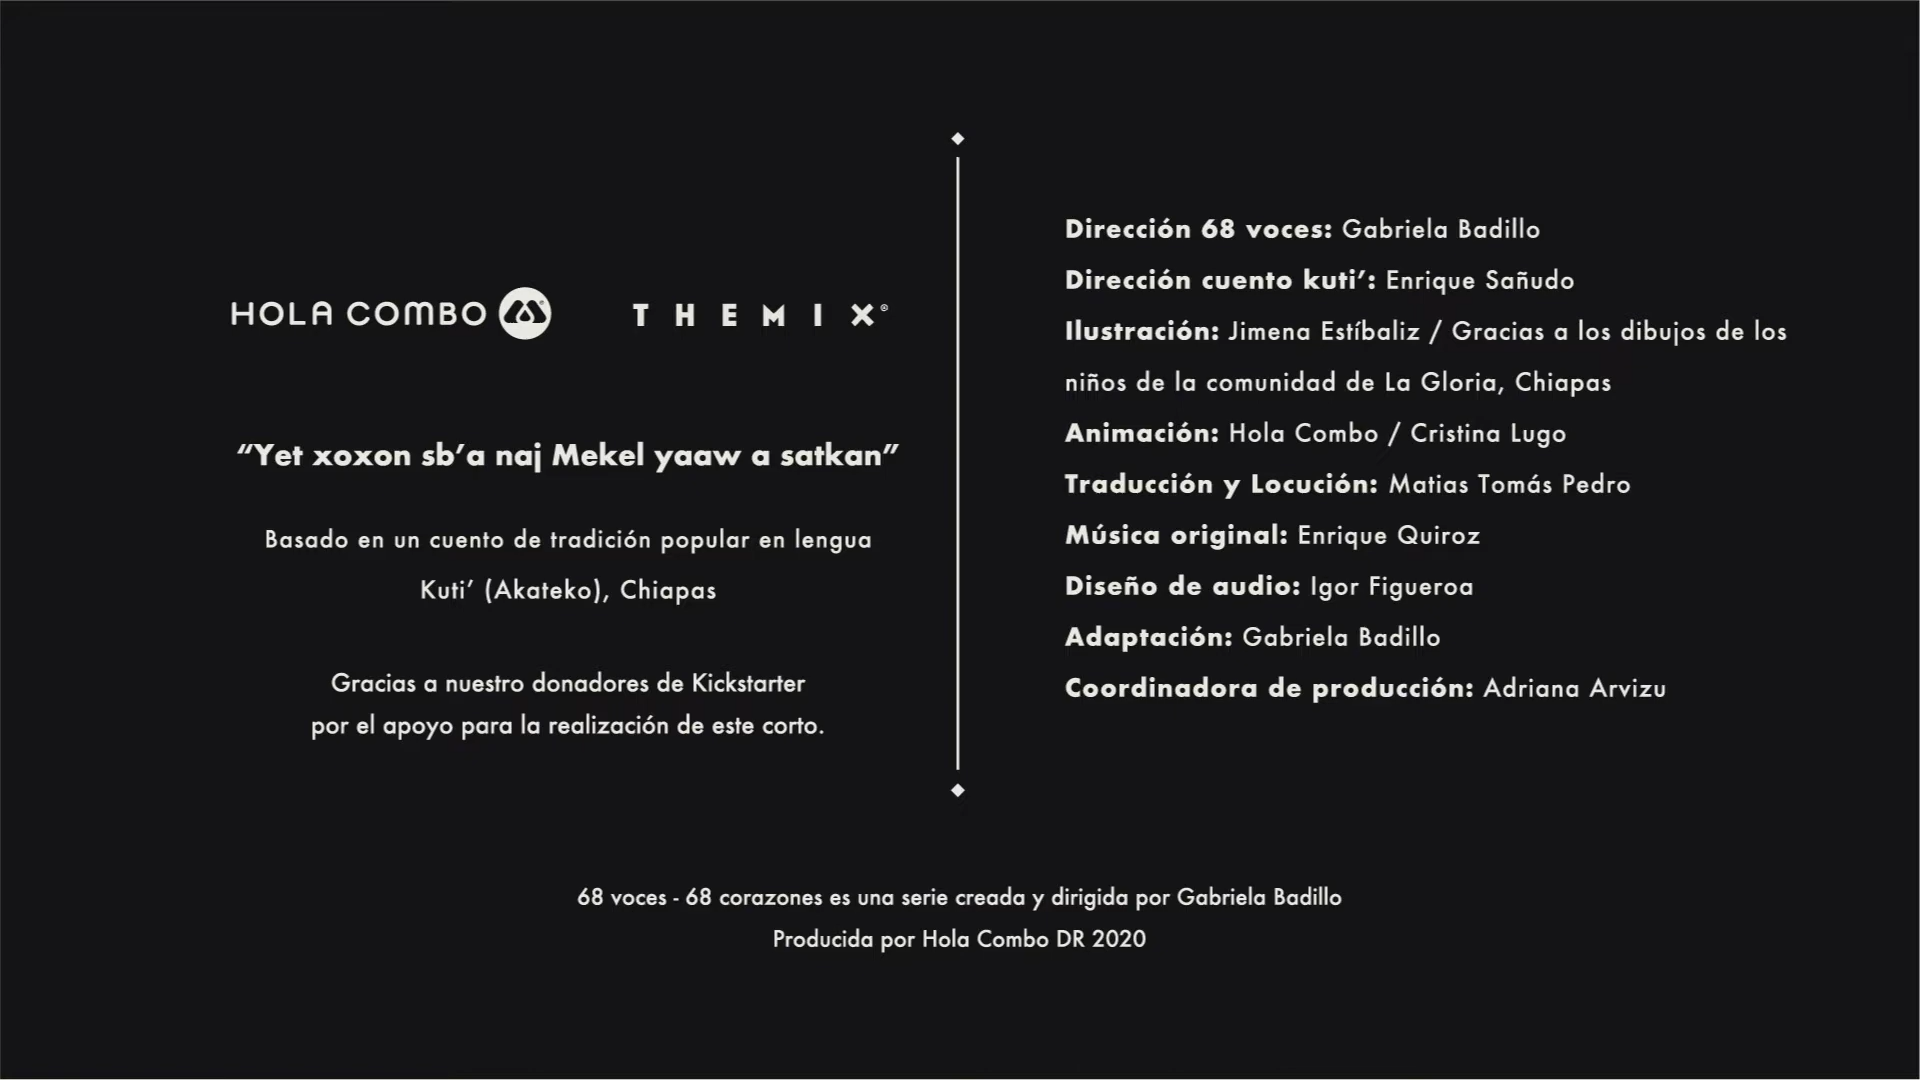 HOLA COMBO
THEMIX®
“Yet xoxon sb’a naj Mekel yaaw a satkan”
Basado en un cuento de tradición popular en lengua
Kuti’ (Akateko), Chiapas
Gracias a nuestro donadores de Kickstarter
por el apoyo para la realización de este corto.
Dirección 68 voces: Gabriela Badillo
Dirección cuento kuti’: Enrique Sañudo
Ilustración: Jimena Estíbaliz / Gracias a los dibujos de los
niños de la comunidad de La Gloria, Chiapas
Animación: Hola Combo / Cristina Lugo
Traducción y Locución: Matias Tomás Pedro
Música original: Enrique Quiroz
Diseño de audio: Igor Figueroa
Adaptación: Gabriela Badillo
Coordinadora de producción: Adriana Arvizu
68 voces - 68 corazones es una serie creada y dirigida por Gabriela Badillo
Producida por Hola Combo DR 2020